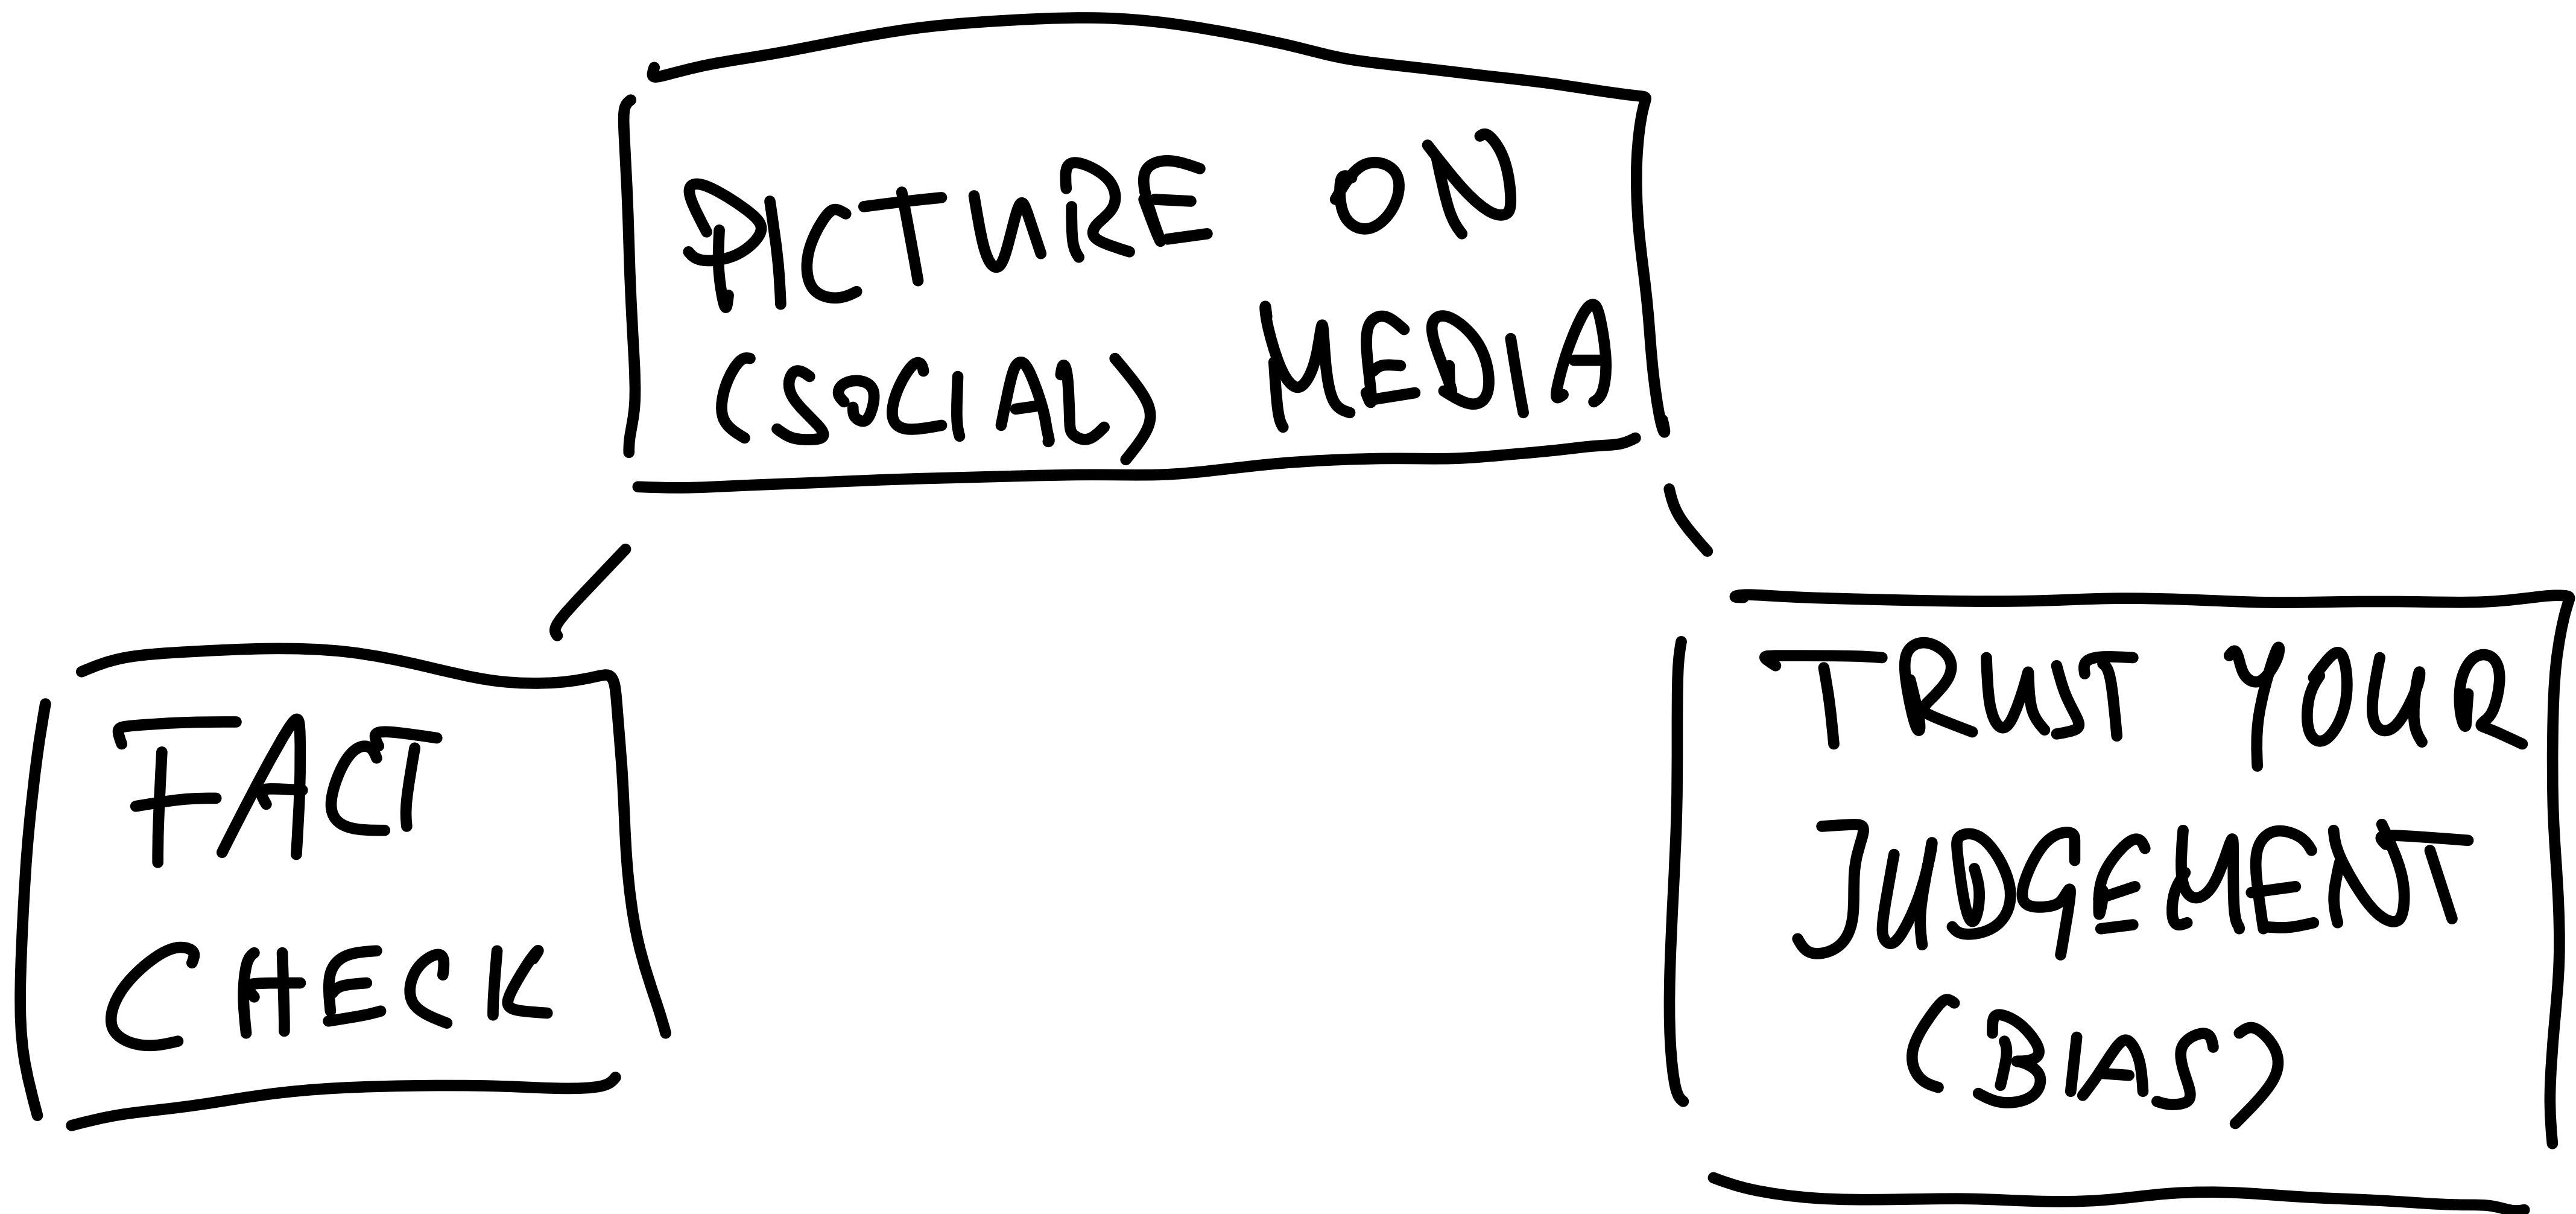 PICTURE ON
(SOCIAL) MEDIA
FACT
CHECK
TRUST YOUR
JUDGEMENT
(BIAS)